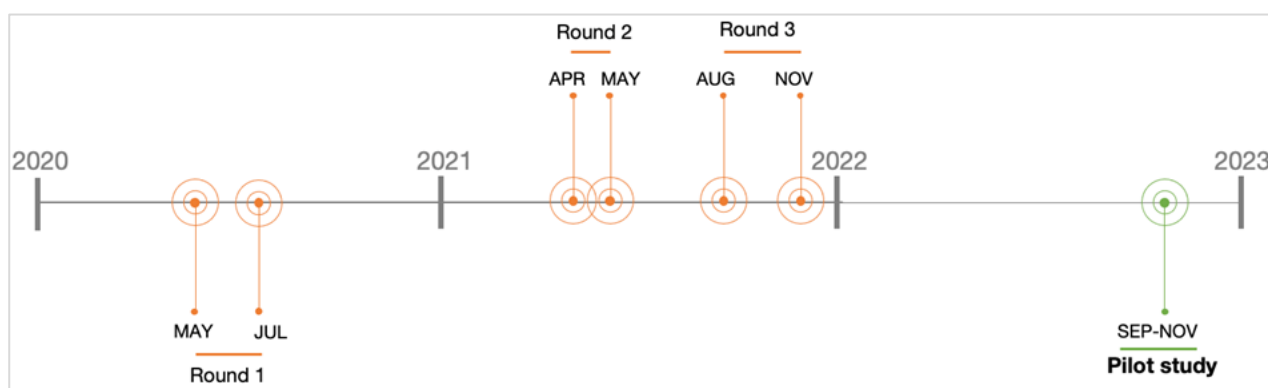 Round 2
Round 3
APR
MAY
AUG
NOV
2020
2021
2022
2023
MAY
JUL
SEP-NOV
Round 1
Pilot study